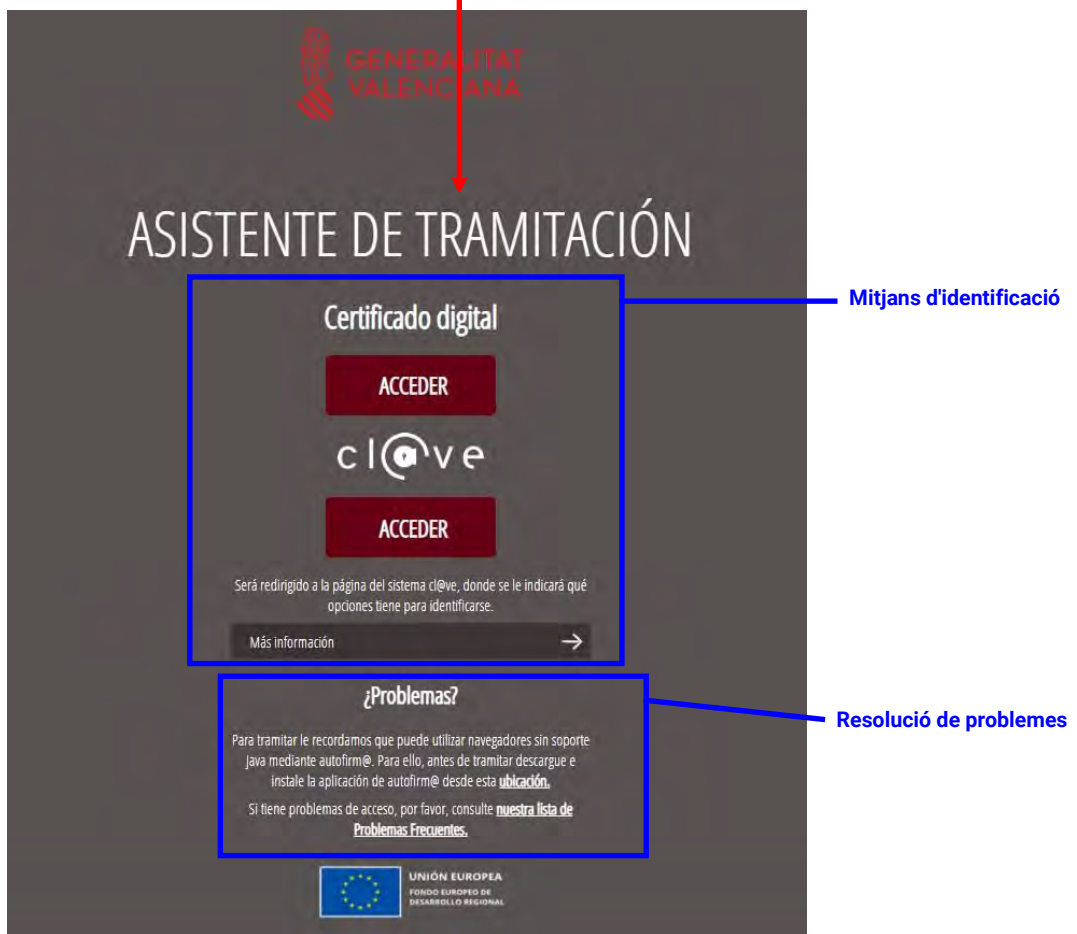 GENERALITAT
VALENCIANA
ASISTENTE DE TRAMITACIÓN
Certificado digital
ACCEDER
cl@ve
ACCEDER
Será redirigido a la página del sistema cl@ve, donde se le indicará qué
opciones tiene para identificarse.
Más información
Mitjans d'identificació
¿Problemas?
Para tramitar le recordamos que puede utilizar navegadores sin soporte
Java mediante autofirm@. Para ello, antes de tramitar descargue e
instale la aplicación de autofirm@ desde esta ubicación.
Si tiene problemas de acceso, por favor, consulte nuestra lista de
Problemas Frecuentes.
Resolució de problemes
UNIÓN EUROPEA
FONDO EUROPEO DE
DESARROLLO REGIONAL